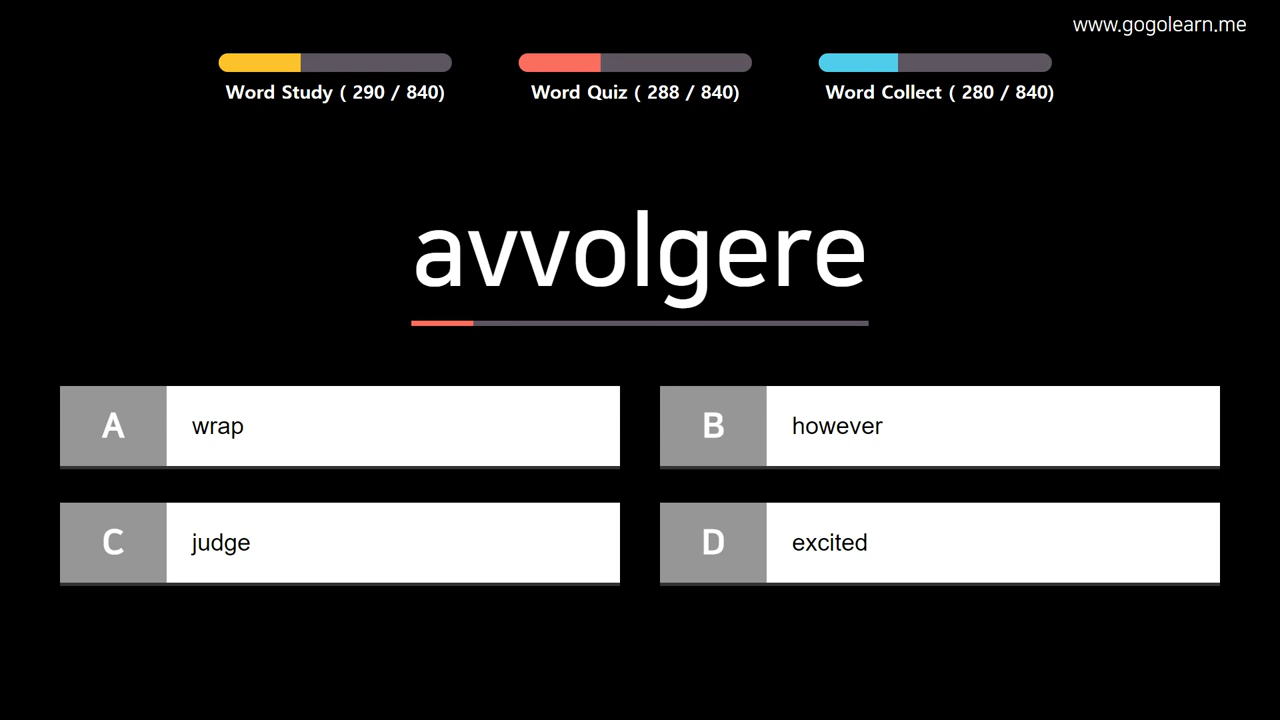 www.gogolearn.me
Word Study ( 290 / 840)
Word Quiz ( 288 / 840)
Word Collect ( 280 / 840)
avvolgere
A wrap
B however
C judge
D excited